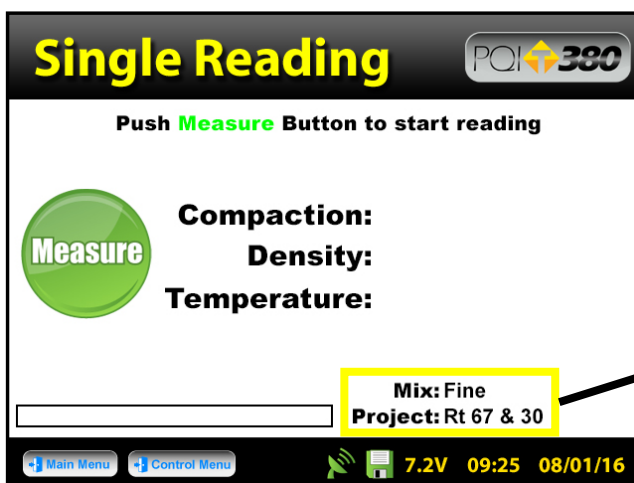 Single Reading
PQI 380
Push Measure Button to start reading
Measure
Compaction:
Density:
Temperature:
Mix: Fine
Project: Rt 67 & 30
Main Menu Control Menu 7.2V 09:25 08/01/16